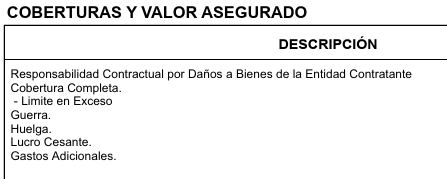 COBERTURAS Y VALOR ASEGURADO
DESCRIPCIÓN
Responsabilidad Contractual por Daños a Bienes de la Entidad Contratante
Cobertura Completa.
- Limite en Exceso
Guerra.
Huelga.
Lucro Cesante.
Gastos Adicionales.